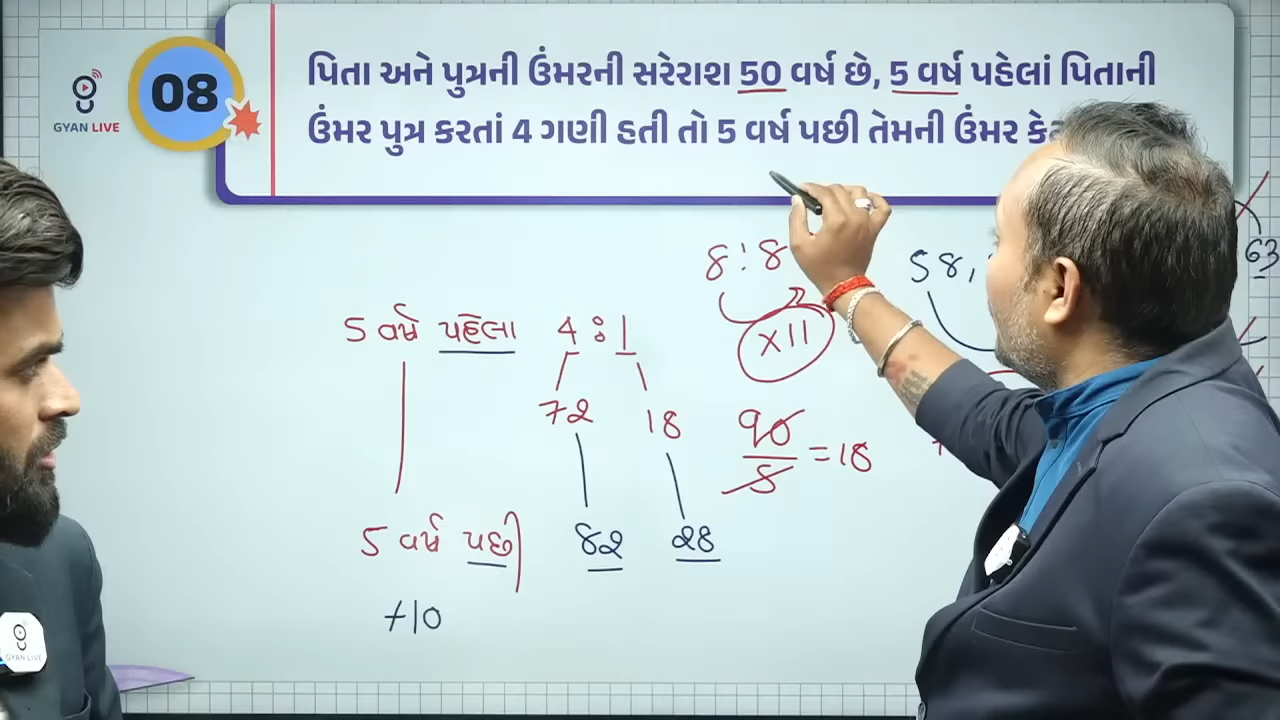 08
GYAN LIVE
પિતા અને પુત્રની ઉંમરની સરેરાશ 50 વર્ષ છે, 5 વર્ષ પહેલાં પિતાની
ઉંમર પુત્ર કરતાં 4 ગણી હતી તો 5 વર્ષ પછી તેમની ઉંમર
8 : 8
58,
63
5 વર્ષ પહેલા 4 : 1
x 11
72 18
90/5 = 18
5 વર્ષ પછી 82 28
+10
GYAN LIVE